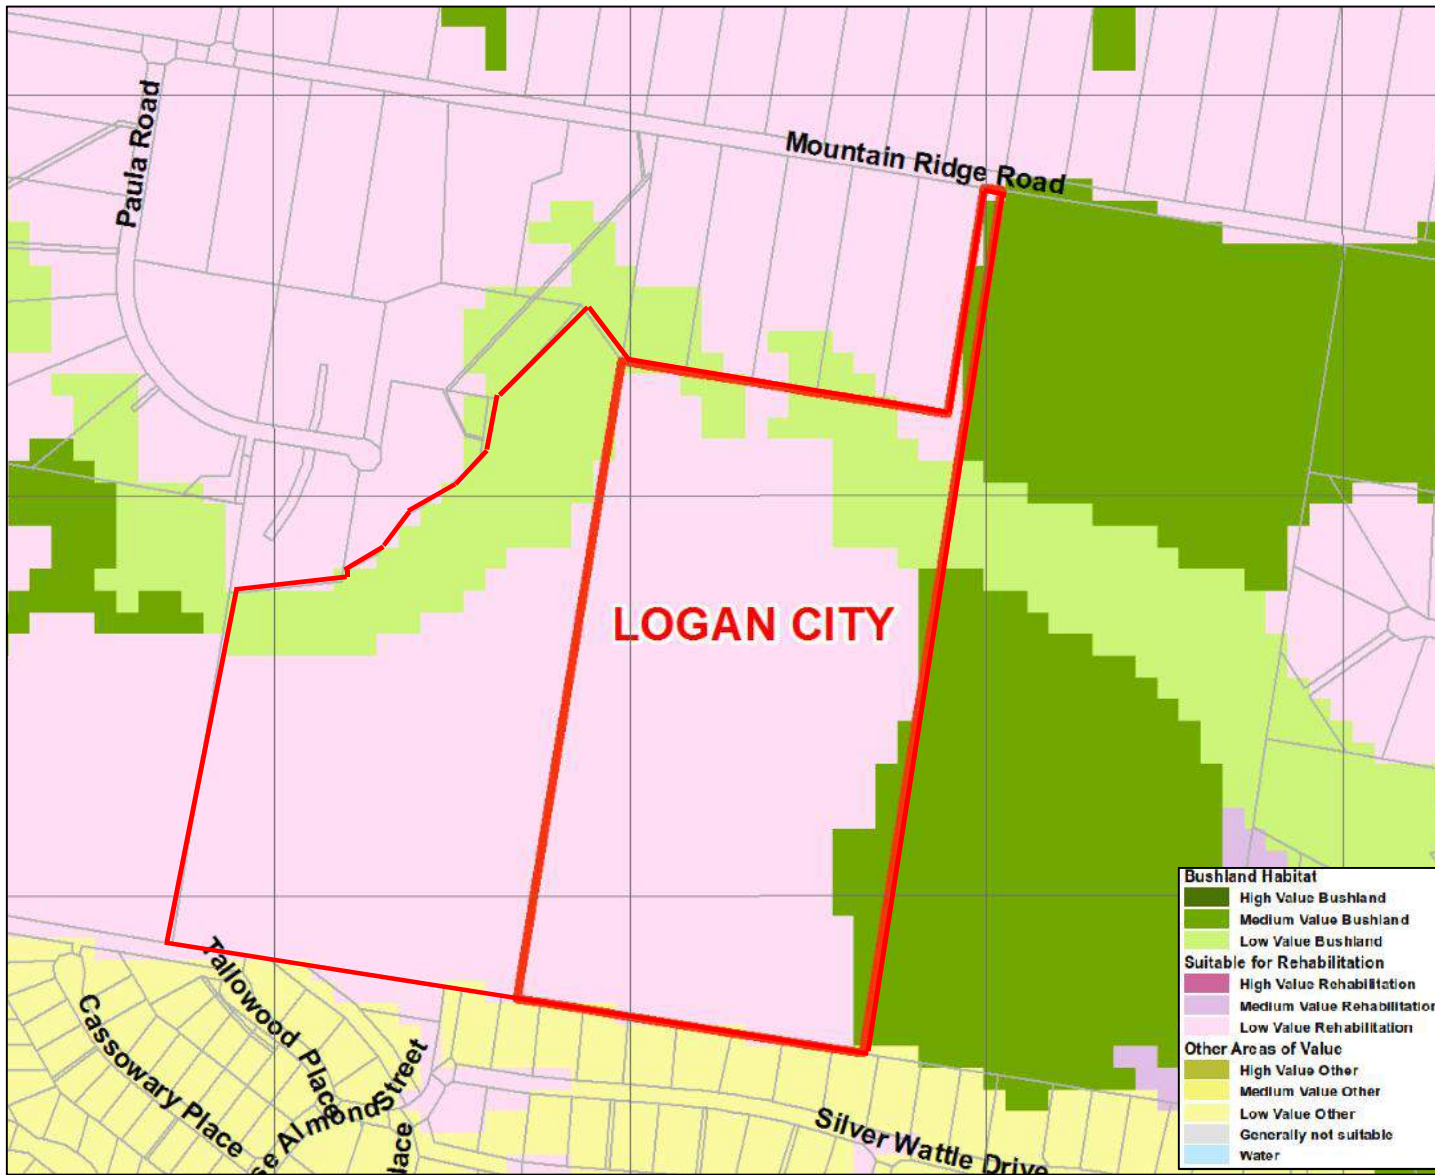 Paula Road
Mountain Ridge Road
LOGAN CITY
Tallowood Place
Cassowary Place
Almond Street
lace
Silver Wattle Drive
Bushland Habitat
High Value Bushland
Medium Value Bushland
Low Value Bushland
Suitable for Rehabilitation
High Value Rehabilitation
Medium Value Rehabilitation
Low Value Rehabilitation
Other Areas of Value
High Value Other
Medium Value Other
Low Value Other
Generally not suitable
Water